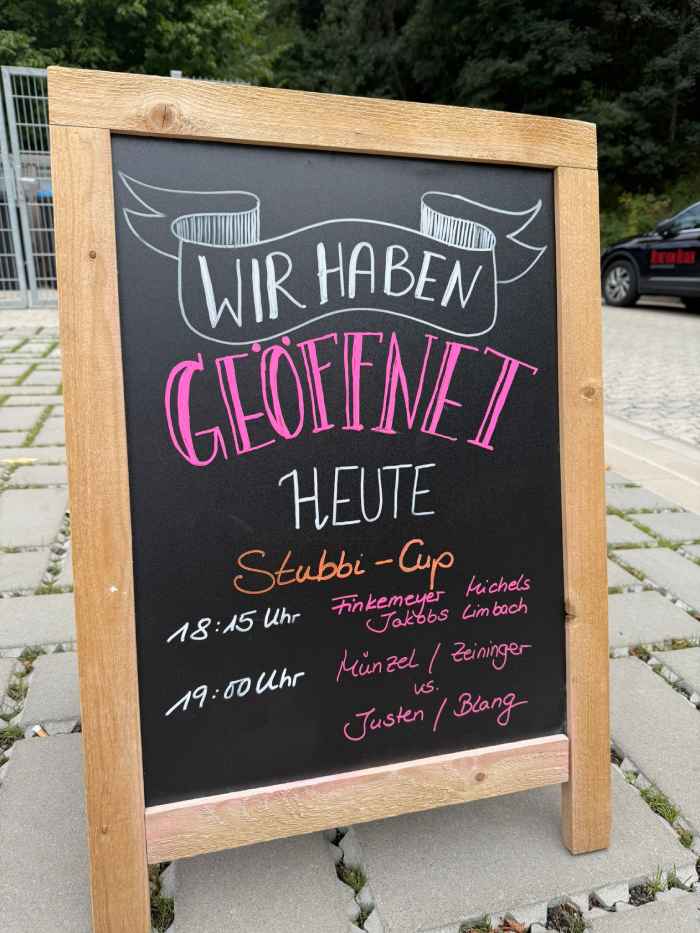 WIR HABEN
GEÖFFNET
HEUTE
Stubbi-Cup
18:15 Uhr Finkemeyer Michels
Jakobs Limbach
19:00 Uhr Münzel / Zeininger
vs.
Justen / Blang